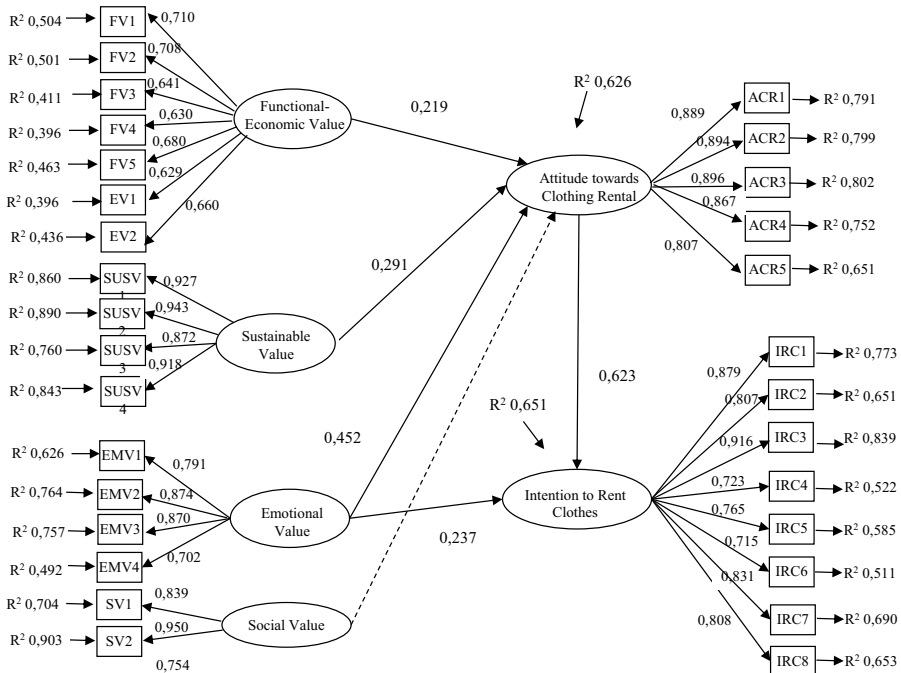 R² 0,504
FV1
0,710
R² 0,501
FV2
0,708
R² 0,411
FV3
0,641
R² 0,396
FV4
0,630
R² 0,463
FV5
0,680
R² 0,396
EV1
0,629
R² 0,436
EV2
0,660
Functional-
Economic Value
0,219
R² 0,626
R² 0,860
SUSV
1
0,927
R² 0,890
SUSV
2
0,943
R² 0,760
SUSV
3
0,872
R² 0,843
SUSV
4
0,918
Sustainable
Value
0,291
Attitude towards
Clothing Rental
0,889
ACR1
R² 0,791
0,894
ACR2
R² 0,799
0,896
ACR3
R² 0,802
0,867
ACR4
R² 0,752
0,807
ACR5
R² 0,651
0,623
R² 0,626
EMV1
0,791
R² 0,764
EMV2
0,874
R² 0,757
EMV3
0,870
R² 0,492
EMV4
0,702
Emotional
Value
0,452
0,237
R² 0,651
Intention to Rent
Clothes
0,879
IRC1
R² 0,773
0,807
IRC2
R² 0,651
0,916
IRC3
R² 0,839
0,723
IRC4
R² 0,522
0,765
IRC5
R² 0,585
0,715
IRC6
R² 0,511
0,831
IRC7
R² 0,690
0,808
IRC8
R² 0,653
R² 0,704
SV1
0,839
R² 0,903
SV2
0,950
0,754
Social Value